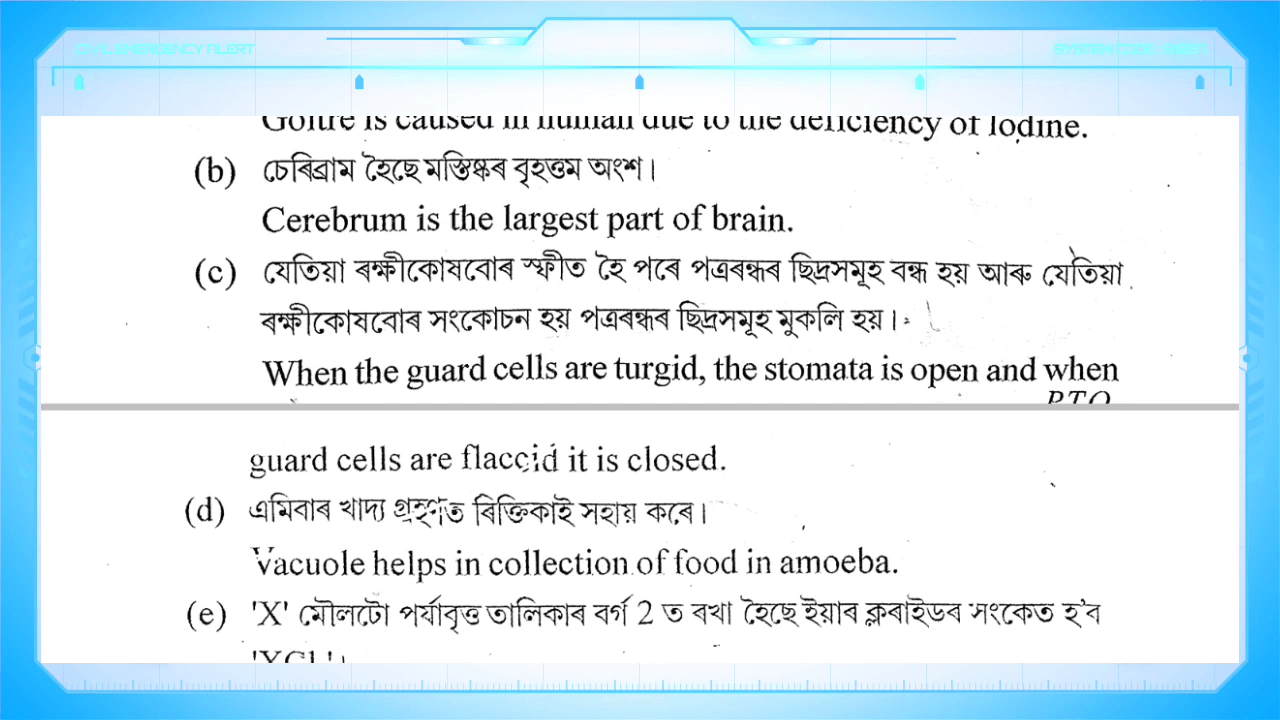 CIVIL EMERGENCY ALERT
Goitre is caused in human due to the deficiency of Iodine.
(b) চেৰিব্ৰাম হৈছে মস্তিষ্কৰ বৃহত্তম অংশ।
Cerebrum is the largest part of brain.
(c) যেতিয়া ৰক্ষীকোষবোৰ স্ফীত হৈ পৰে পত্ৰৰন্ধ্ৰৰ ছিদ্ৰসমূহ বন্ধ হয় আৰু যেতিয়া
ৰক্ষীকোষবোৰ সংকোচন হয় পত্ৰৰন্ধ্ৰৰ ছিদ্ৰসমূহ মুকলি হয়।
When the guard cells are turgid, the stomata is open and when
PTO
guard cells are flaccid it is closed.
(d) এমিবাৰ খাদ্য গ্ৰহণত ৰিক্তিকাই সহায় কৰে।
Vacuole helps in collection of food in amoeba.
(e) 'X' মৌলটো পৰ্যাবৃত্ত তালিকাৰ বৰ্গ 2 ত ৰখা হৈছে ইয়াৰ ক্লৰাইডৰ সংকেত হ'ব